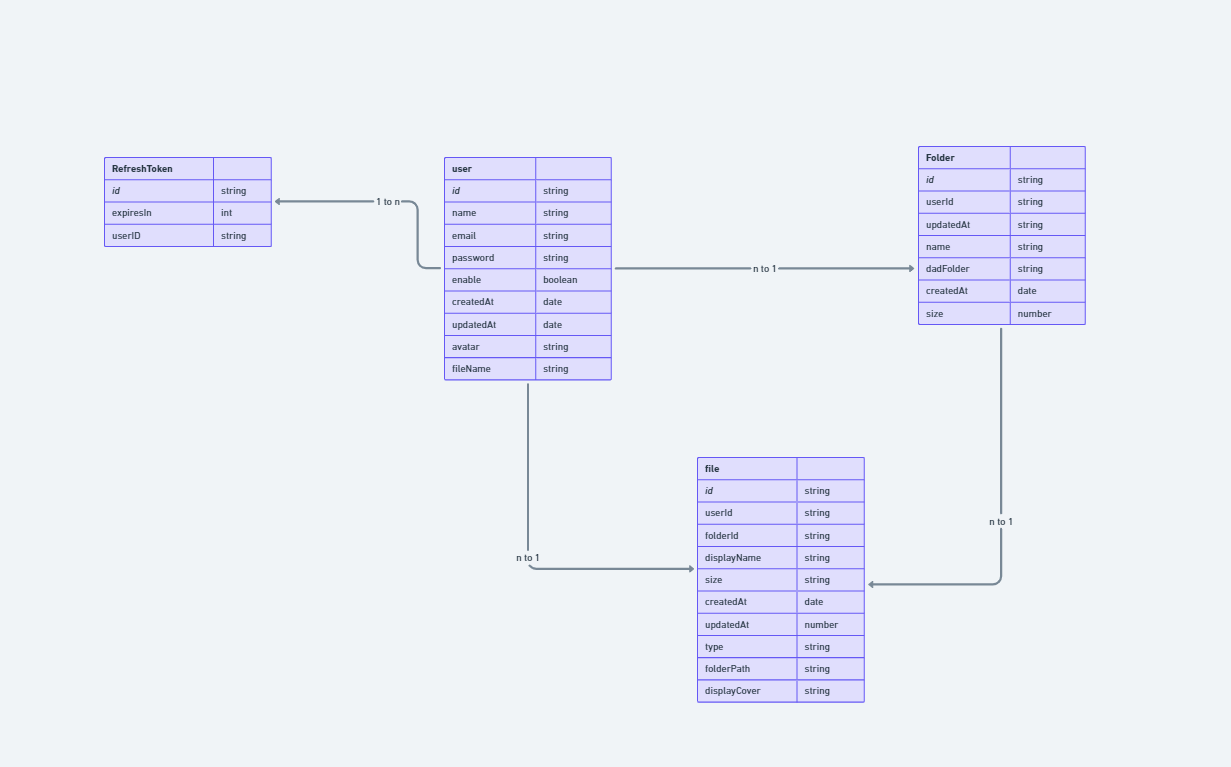 RefreshToken
id string
expiresIn int
userID string
1 to n
user
id string
name string
email string
password string
enable boolean
createdAt date
updatedAt date
avatar string
fileName string
n to 1
Folder
id string
userId string
updatedAt string
name string
dadFolder string
createdAt date
size number
n to 1
n to 1
file
id string
userId string
folderId string
displayName string
size string
createdAt date
updatedAt number
type string
folderPath string
displayCover string